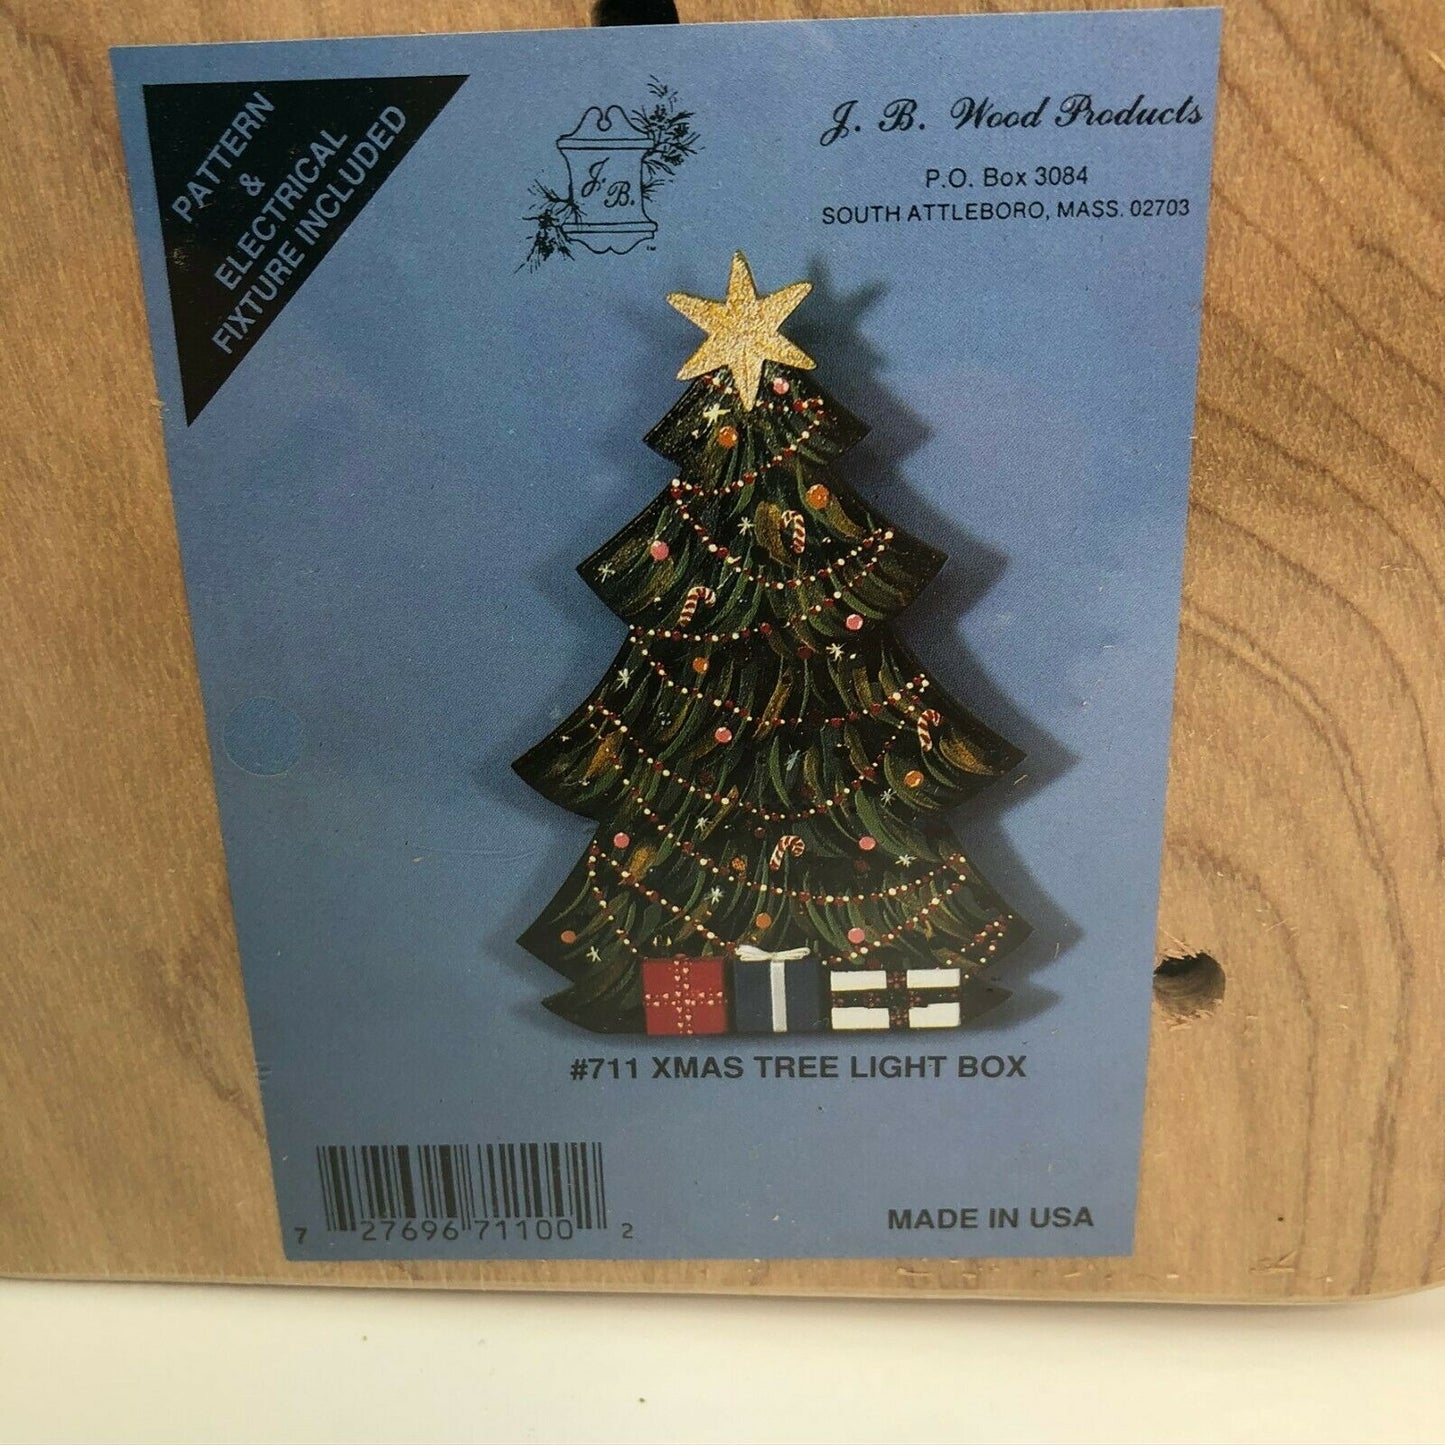 PATTERN
&
ELECTRICAL
FIXTURE INCLUDED
J. B.
™
J. B. Wood Products
P.O. Box 3084
SOUTH ATTLEBORO, MASS. 02703
#711 XMAS TREE LIGHT BOX
7 27696 71100 2
MADE IN USA